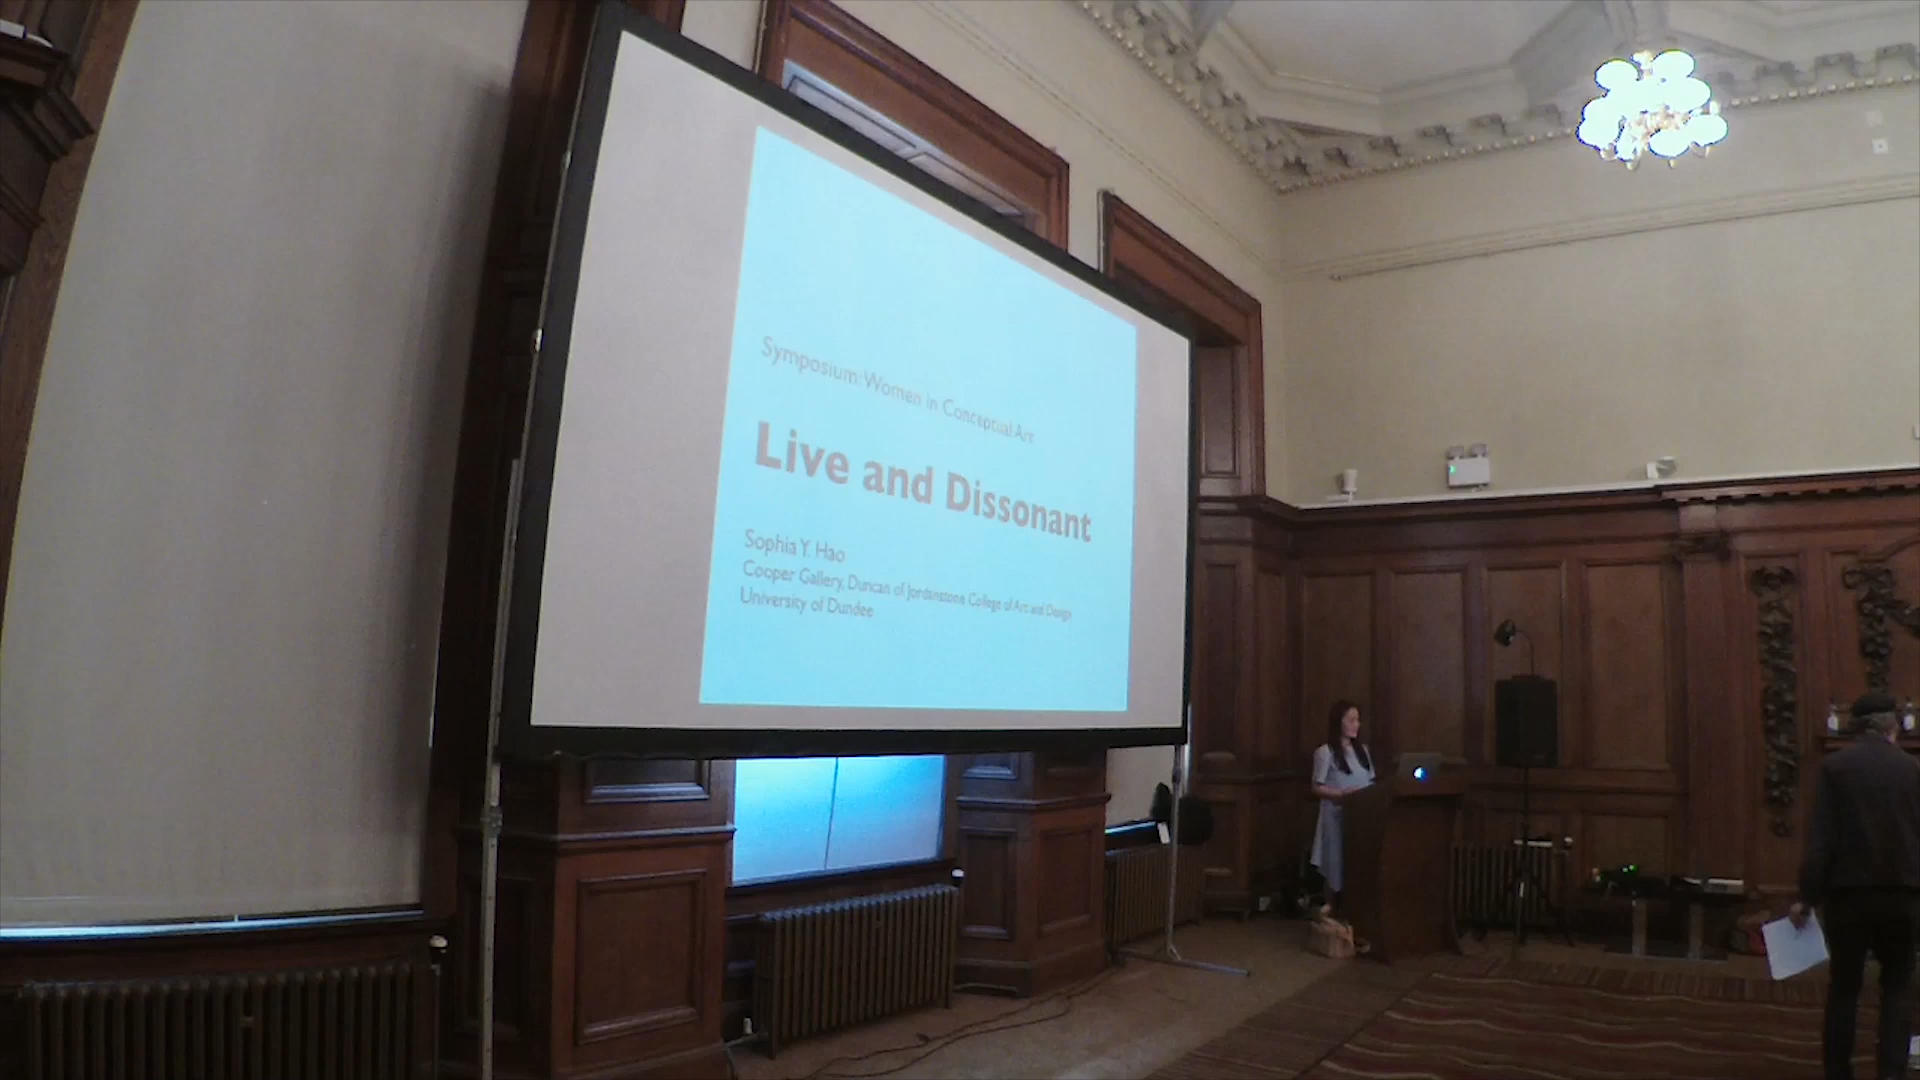 Symposium: Women in Conceptual Art
Live and Dissonant
Sophia Y. Hao
Cooper Gallery, Duncan of Jordanstone College of Art and Design
University of Dundee